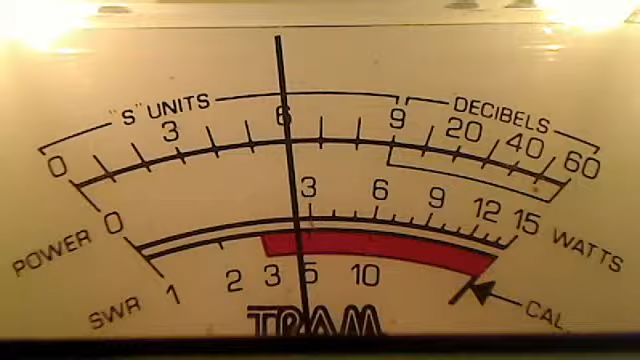 "S" UNITS DECIBELS
0 3 6 9 20 40 60
POWER 0 3 6 9 12 15 WATTS
SWR 1 2 3 5 10 CAL.
TRAM